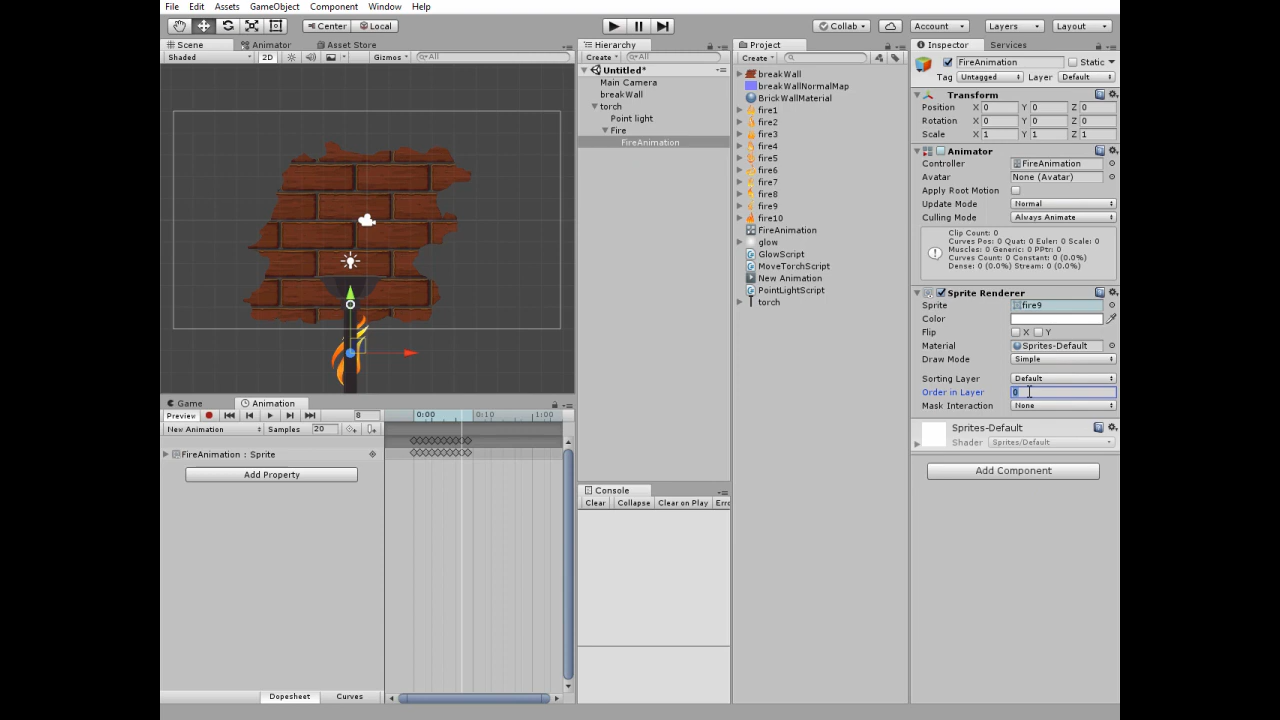 File Edit Assets GameObject Component Window Help
Center Local
Collab Account Layers Layout
Scene Animator Asset Store
Shaded 2D Gizmos All
Game Animation
Preview 8 0:00 0:10 1:00
New Animation Samples 20
FireAnimation : Sprite
Add Property
Dopesheet Curves
Hierarchy
Create All
Untitled*
Main Camera
breakWall
torch
Point light
Fire
FireAnimation
Console
Clear Collapse Clear on Play Erro
Project
Create
breakWall
breakWallNormalMap
BrickWallMaterial
fire1
fire2
fire3
fire4
fire5
fire6
fire7
fire8
fire9
fire10
FireAnimation
glow
GlowScript
MoveTorchScript
New Animation
PointLightScript
torch
Inspector Services
FireAnimation Static
Tag Untagged Layer Default
Transform
Position X 0 Y 0 Z 0
Rotation X 0 Y 0 Z 0
Scale X 1 Y 1 Z 1
Animator
Controller FireAnimation
Avatar None (Avatar)
Apply Root Motion
Update Mode Normal
Culling Mode Always Animate
Clip Count: 0
Curves Pos: 0 Quat: 0 Euler: 0 Scale: 0
Muscles: 0 Generic: 0 PPtr: 0
Curves Count: 0 Constant: 0 (0.0%)
Dense: 0 (0.0%) Stream: 0 (0.0%)
Sprite Renderer
Sprite fire9
Color
Flip X Y
Material Sprites-Default
Draw Mode Simple
Sorting Layer Default
Order in Layer 0
Mask Interaction None
Sprites-Default
Shader Sprites/Default
Add Component